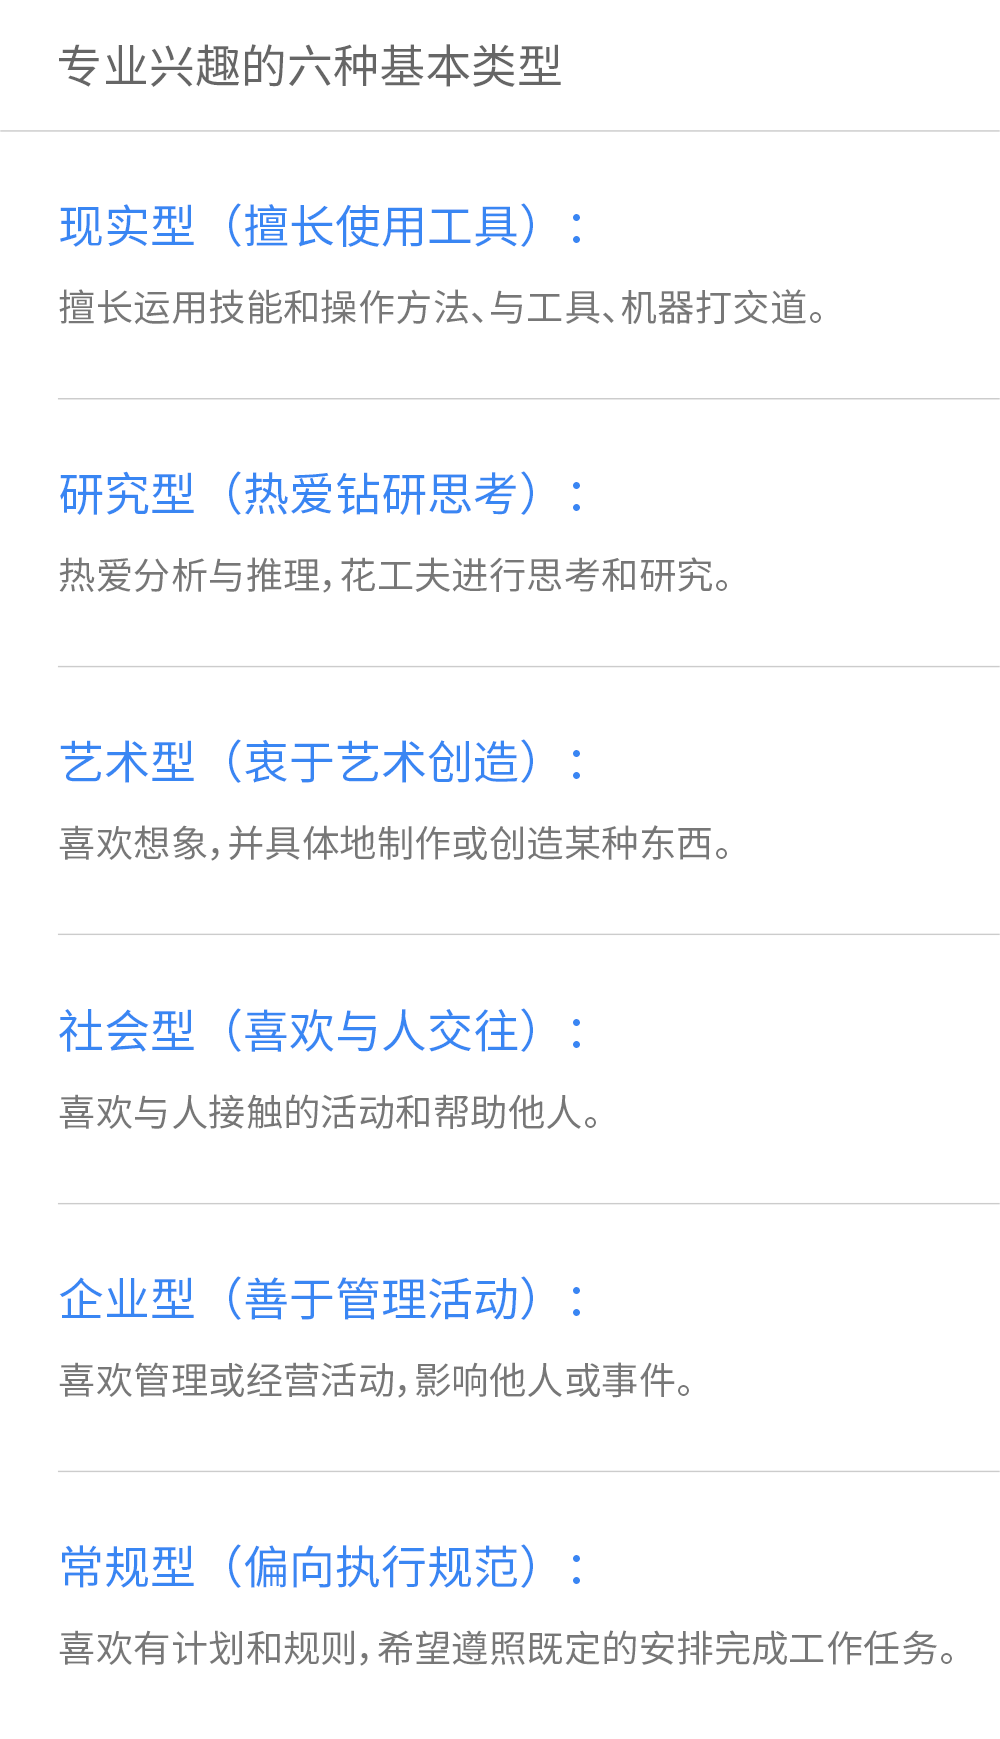 专业兴趣的六种基本类型
现实型（擅长使用工具）：
擅长运用技能和操作方法、与工具、机器打交道。
研究型（热爱钻研思考）：
热爱分析与推理，花工夫进行思考和研究。
艺术型（衷于艺术创造）：
喜欢想象，并具体地制作或创造某种东西。
社会型（喜欢与人交往）：
喜欢与人接触的活动和帮助他人。
企业型（善于管理活动）：
喜欢管理或经营活动，影响他人或事件。
常规型（偏向执行规范）：
喜欢有计划和规则，希望遵照既定的安排完成工作任务。